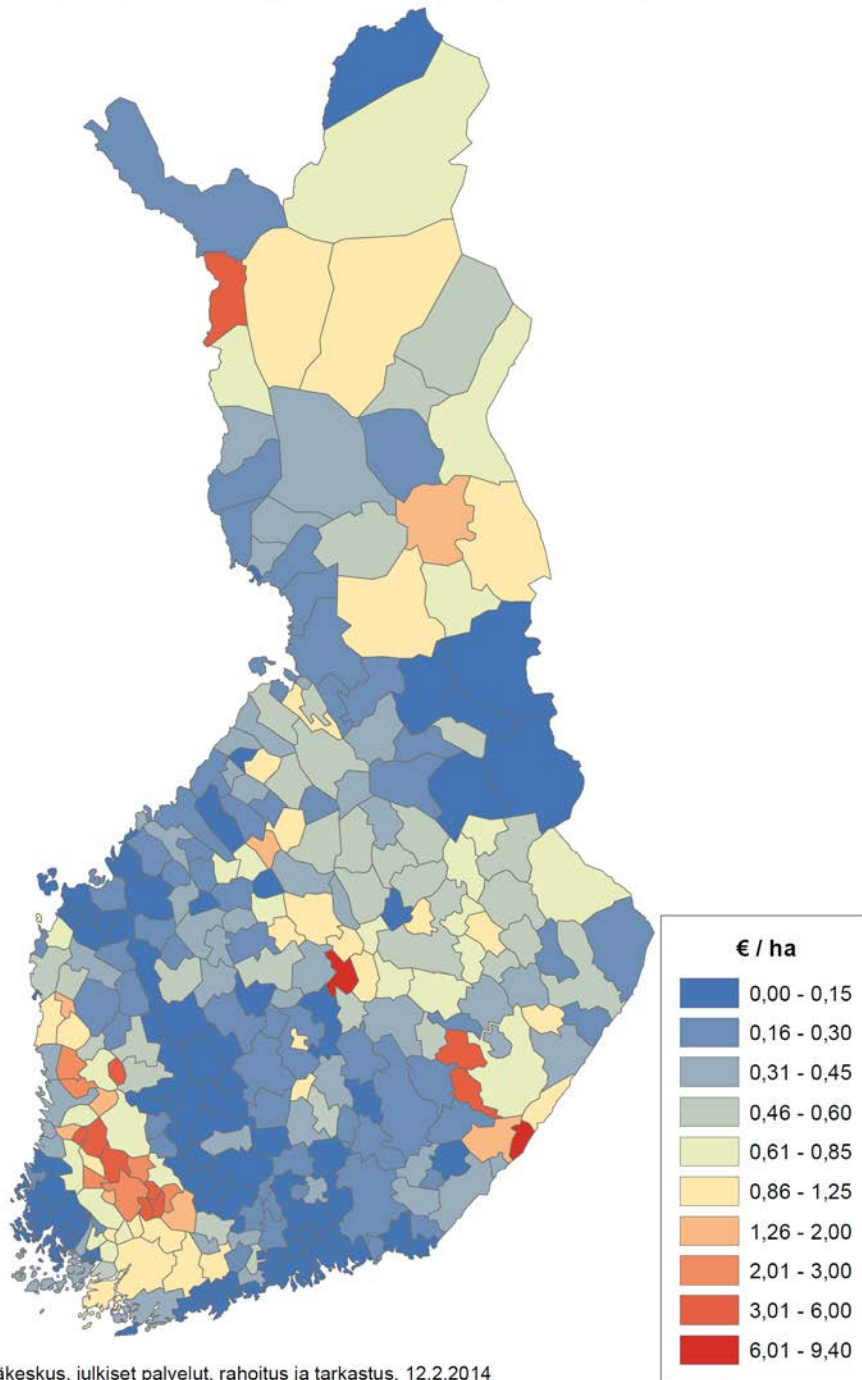 € / ha
0,00 - 0,15
0,16 - 0,30
0,31 - 0,45
0,46 - 0,60
0,61 - 0,85
0,86 - 1,25
1,26 - 2,00
2,01 - 3,00
3,01 - 6,00
6,01 - 9,40
julkiset palvelut, rahoitus ja tarkastus, 12.2.2014